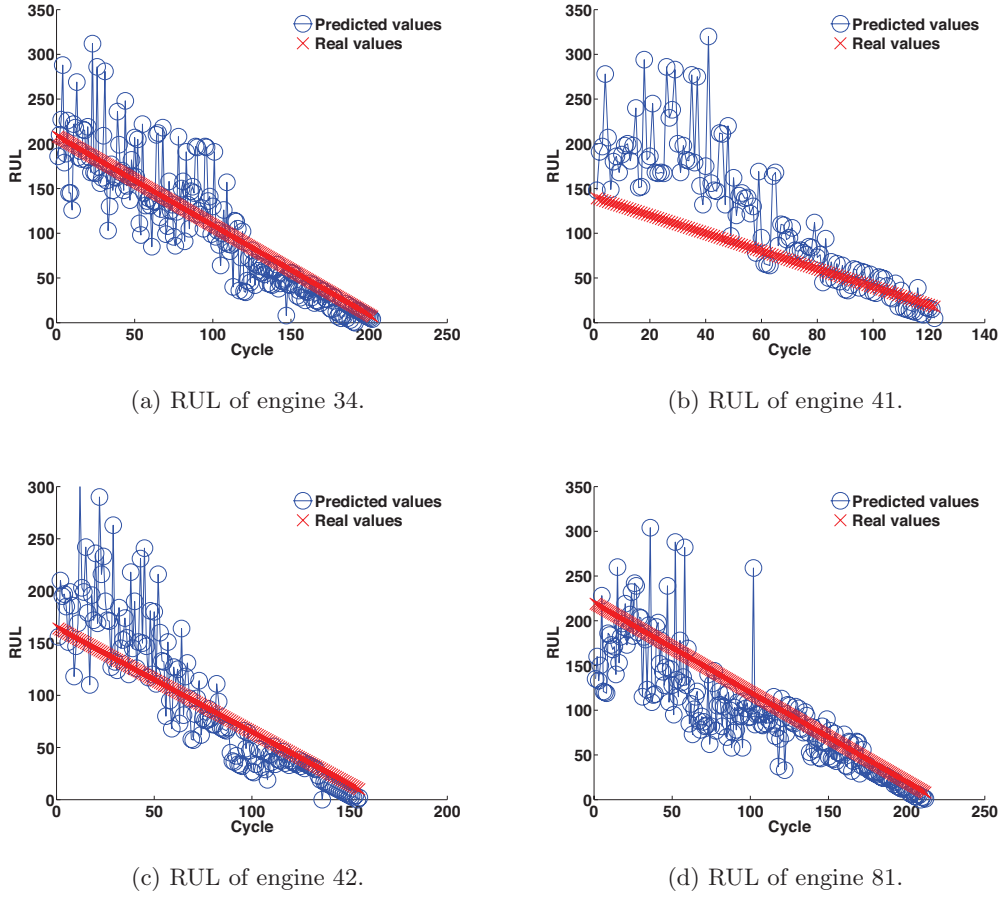 350
300
250
200
150
100
50
0
RUL
0
50
100
150
200
250
Cycle
Predicted values
Real values
(a) RUL of engine 34.
350
300
250
200
150
100
50
0
RUL
0
20
40
60
80
100
120
140
Cycle
Predicted values
Real values
(b) RUL of engine 41.
300
250
200
150
100
50
0
RUL
0
50
100
150
200
Cycle
Predicted values
Real values
(c) RUL of engine 42.
350
300
250
200
150
100
50
0
RUL
0
50
100
150
200
250
Cycle
Predicted values
Real values
(d) RUL of engine 81.